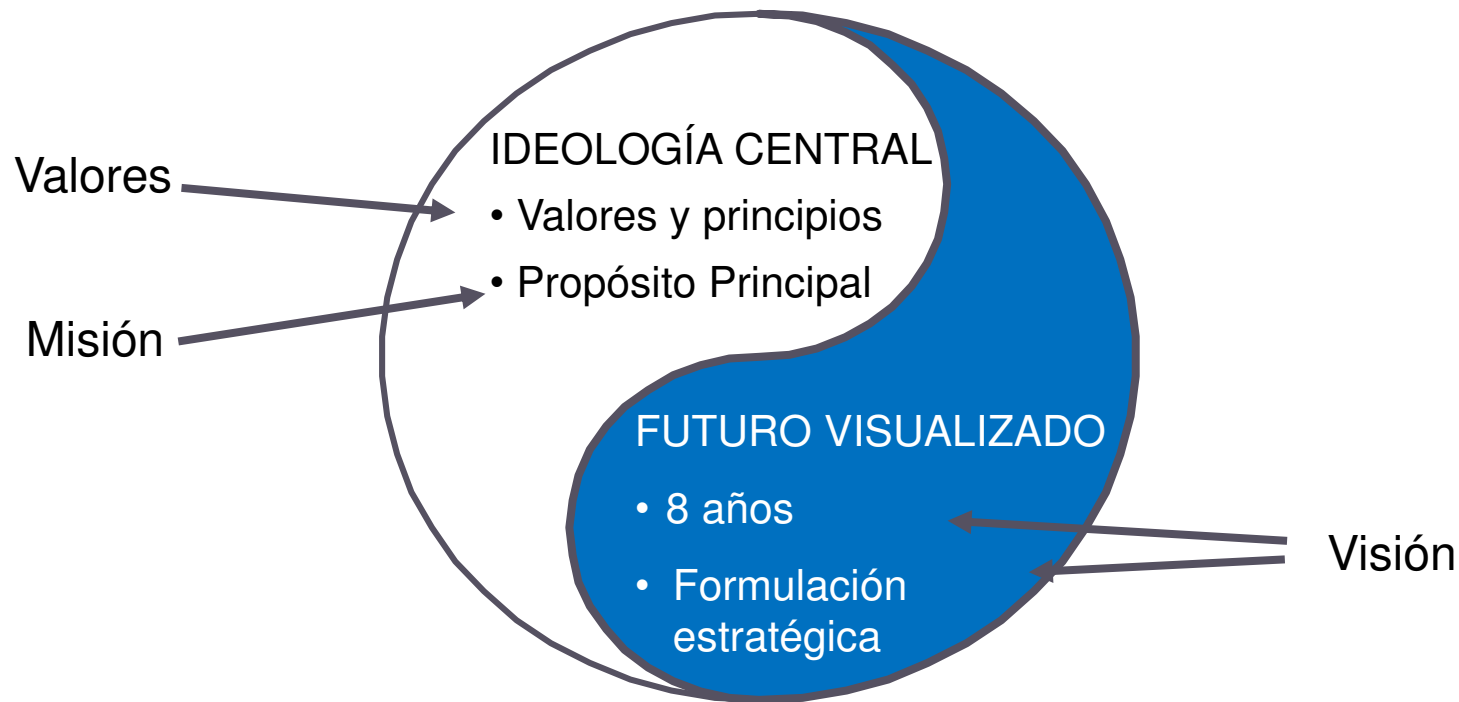 IDEOLOGÍA CENTRAL
Valores
• Valores y principios
• Propósito Principal
Misión
FUTURO VISUALIZADO
• 8 años
Visión
• Formulación
estratégica